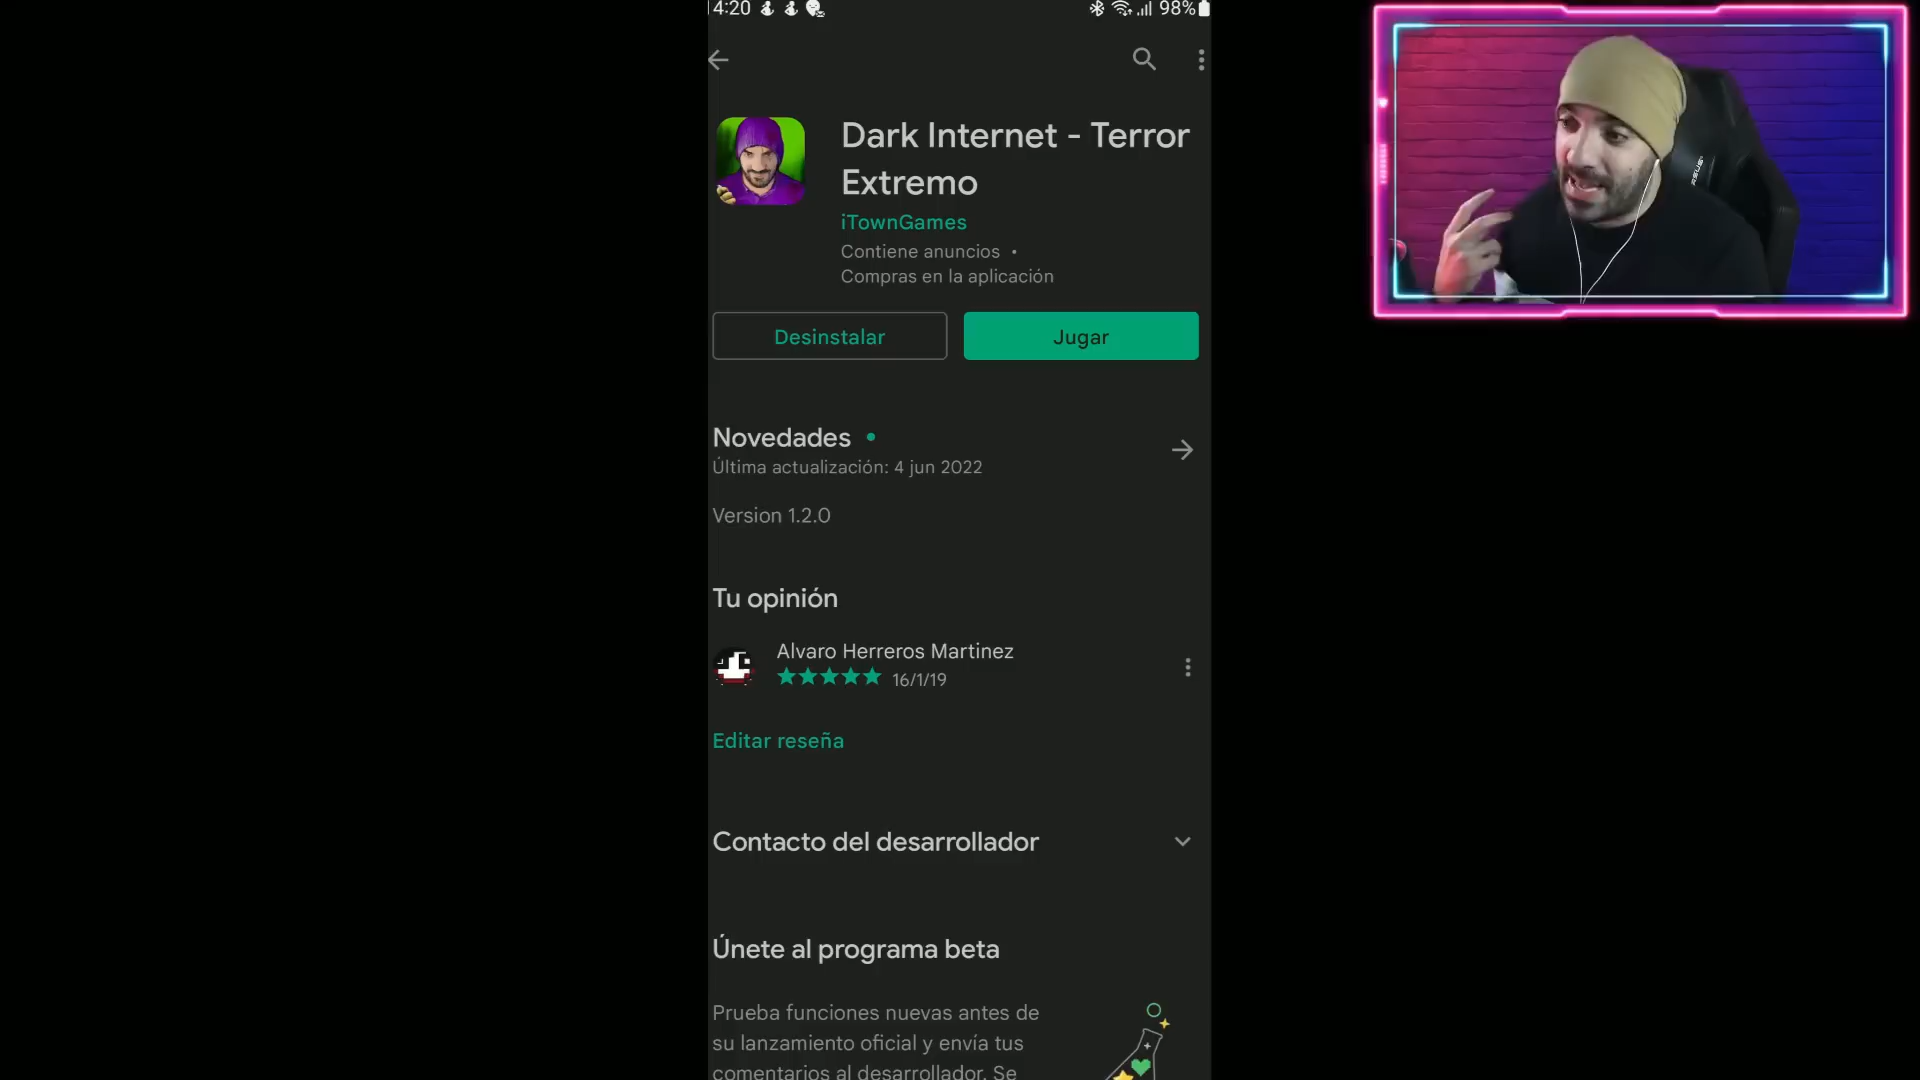 14:20
98%
Dark Internet - Terror
Extremo
iTownGames
Contiene anuncios •
Compras en la aplicación
Desinstalar
Jugar
Novedades
Última actualización: 4 jun 2022
Version 1.2.0
Tu opinión
Alvaro Herreros Martinez
16/1/19
Editar reseña
Contacto del desarrollador
Únete al programa beta
Prueba funciones nuevas antes de
su lanzamiento oficial y envía tus
comentarios al desarrollador. Se
ASUS